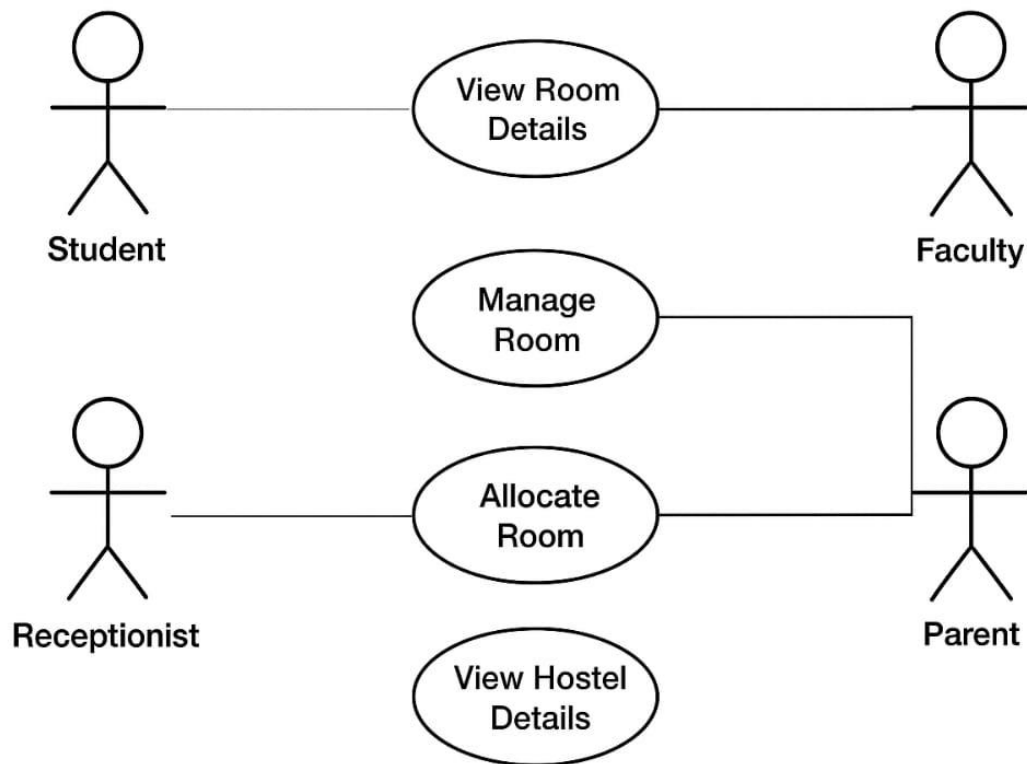 View Room
Details
Student
Faculty
Manage
Room
Allocate
Room
Receptionist
Parent
View Hostel
Details